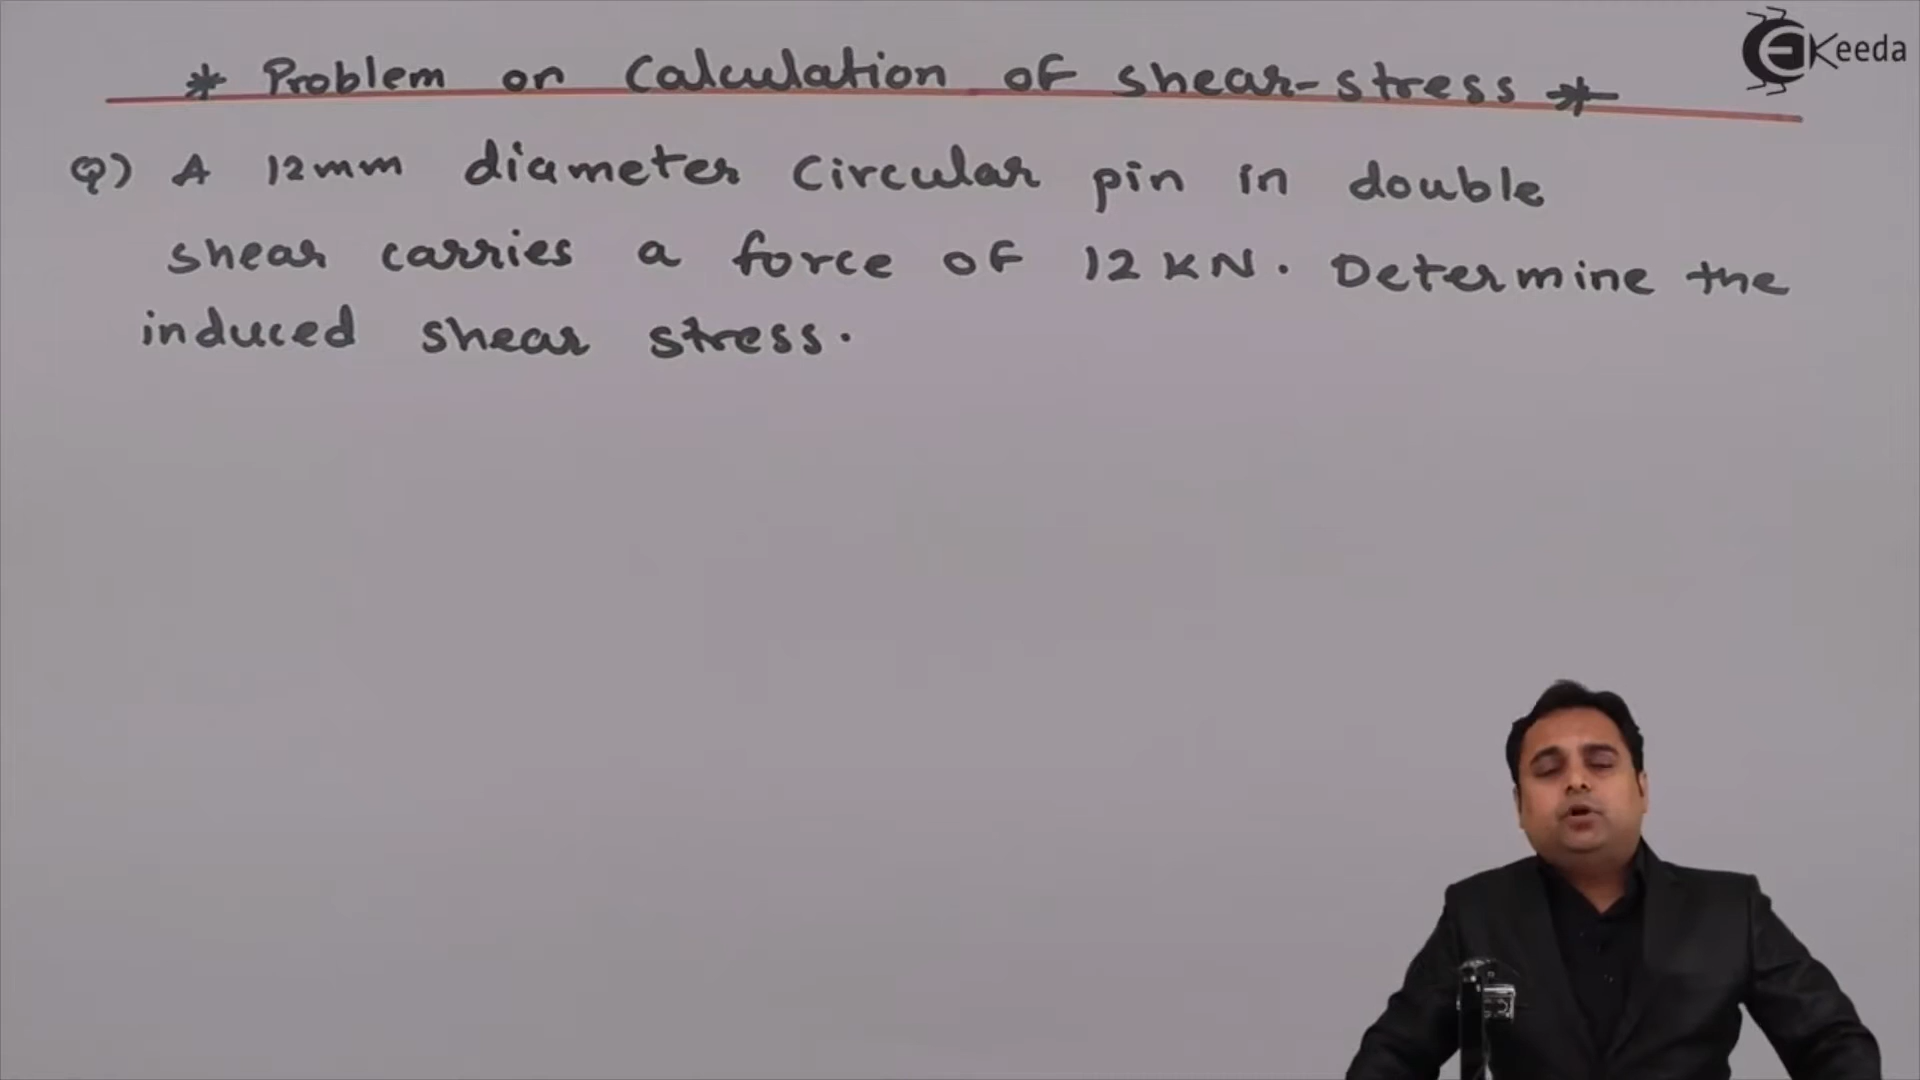 * Problem on Calculation of shear-stress *
EKeeda
Q) A 12mm diameter circular pin in double
shear carries a force of 12 KN. Determine the
induced shear stress.